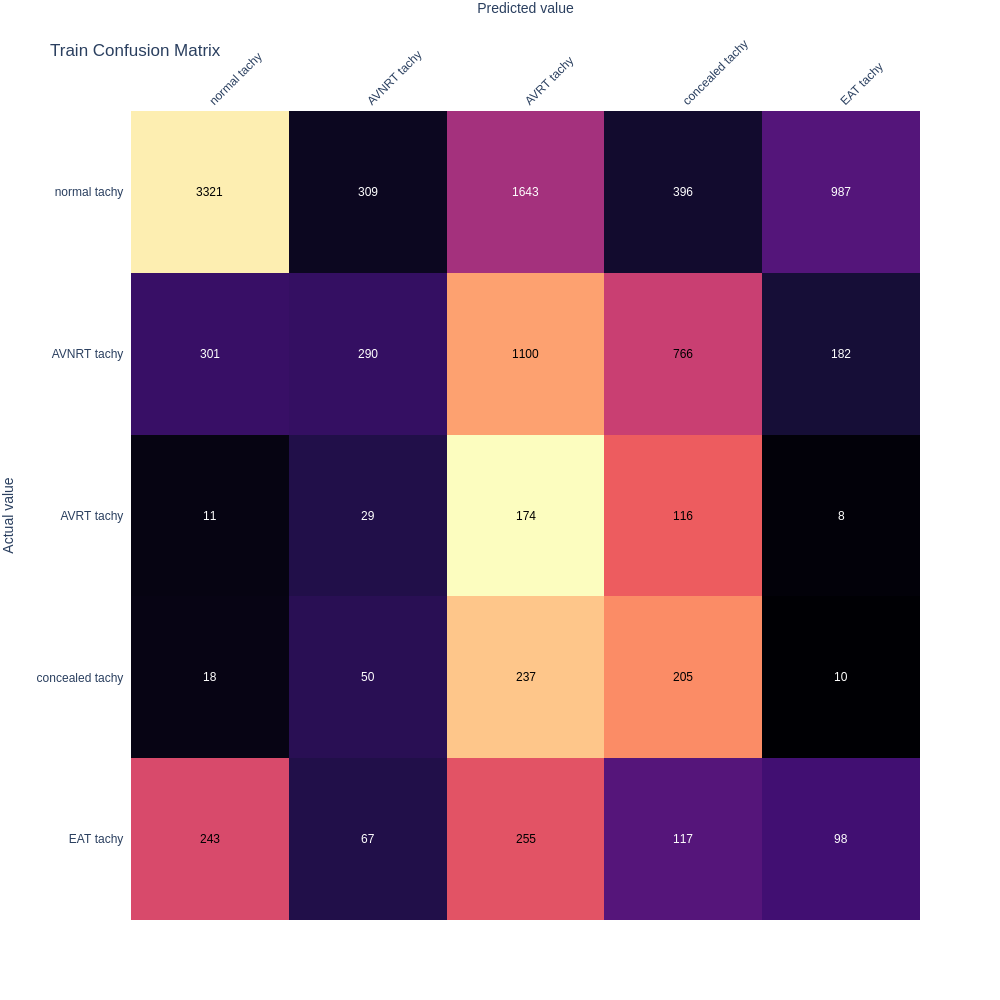 Predicted value
Train Confusion Matrix
normal tachy AVNRT tachy AVRT tachy concealed tachy EAT tachy
normal tachy 3321 309 1643 396 987
AVNRT tachy 301 290 1100 766 182
Actual value
AVRT tachy 11 29 174 116 8
concealed tachy 18 50 237 205 10
EAT tachy 243 67 255 117 98